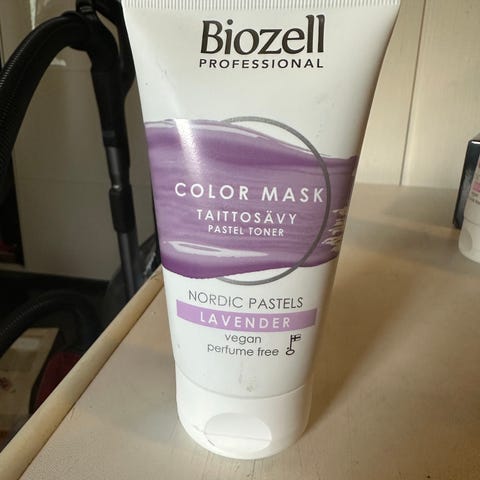 Biozell
PROFESSIONAL
COLOR MASK
TAITTOSÄVY
PASTEL TONER
NORDIC PASTELS
LAVENDER
vegan
perfume free